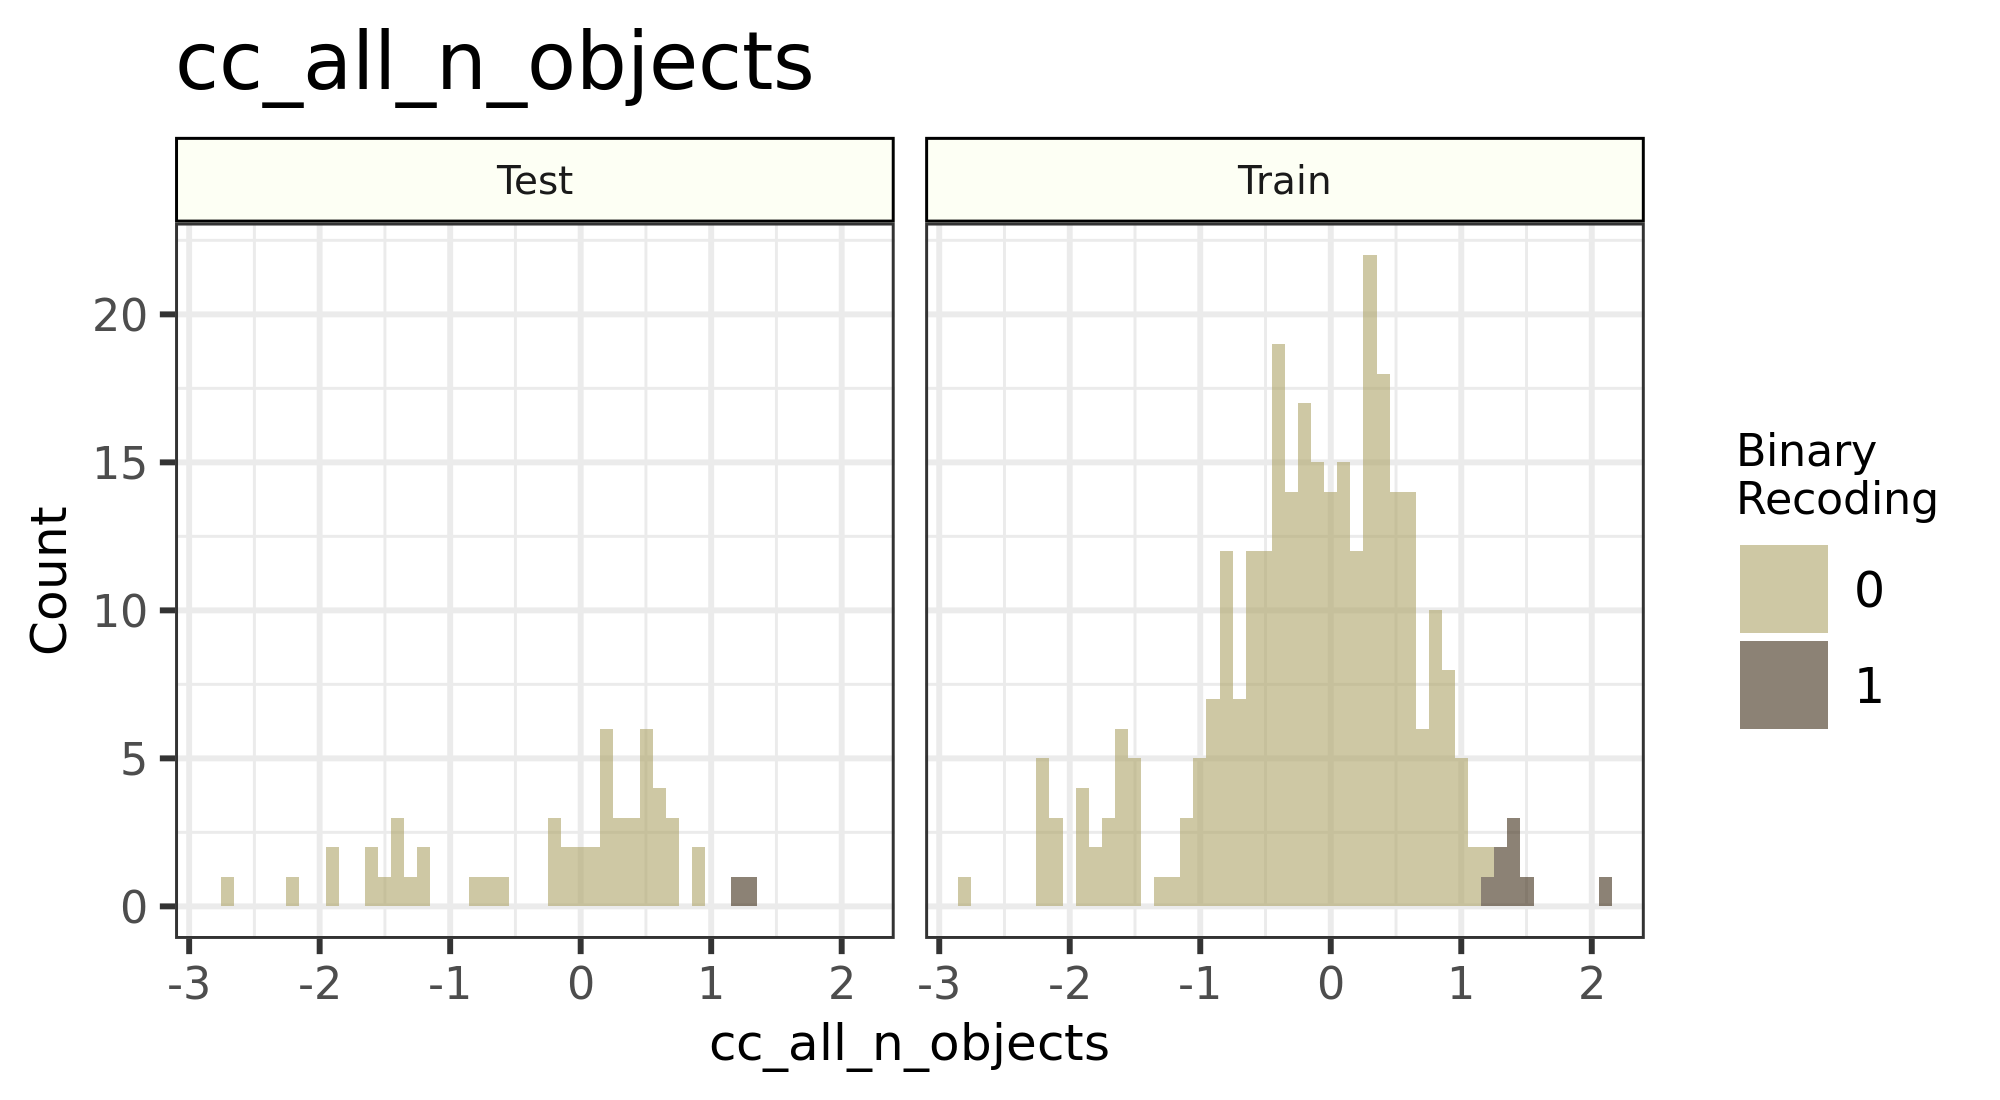 cc_all_n_objects
Test
Train
20
15
10
5
0
Count
-3
-2
-1
0
1
2
-3
-2
-1
0
1
2
cc_all_n_objects
Binary
Recoding
0
1